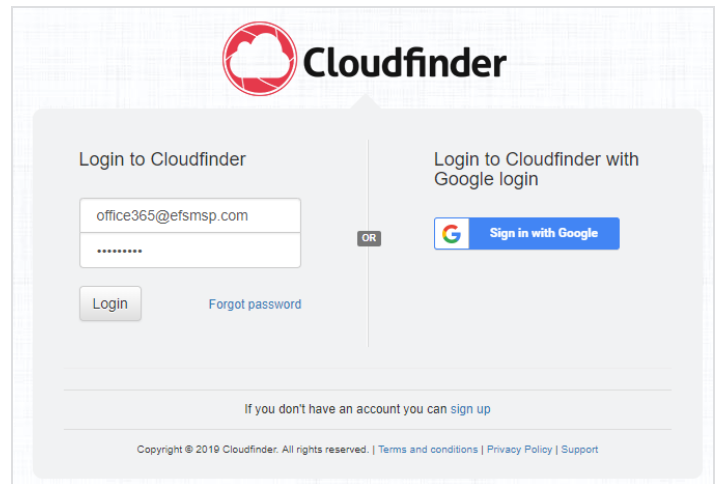 Cloudfinder
Login to Cloudfinder
office365@efsmsp.com
•••••••••
Login
Forgot password
OR
Login to Cloudfinder with
Google login
G
Sign in with Google
If you don't have an account you can sign up
Copyright © 2019 Cloudfinder. All rights reserved. | Terms and conditions | Privacy Policy | Support